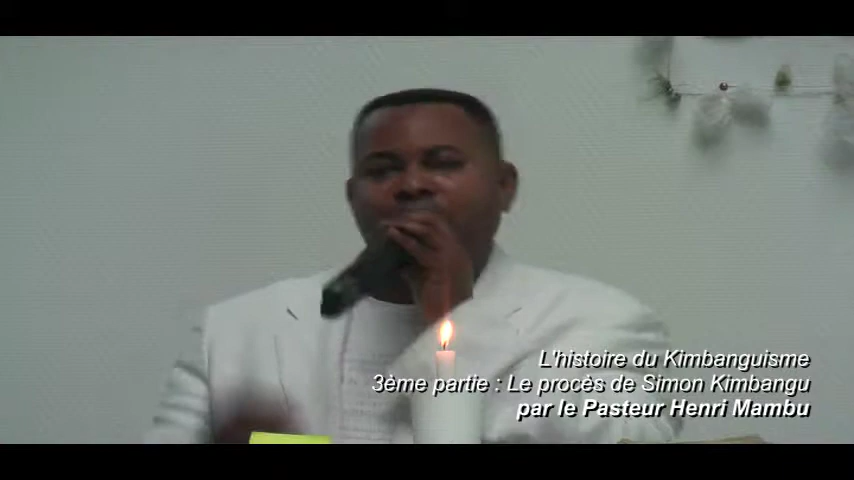 L'histoire du Kimbanguisme
3ème partie : Le procès de Simon Kimbangu
par le Pasteur Henri Mambu